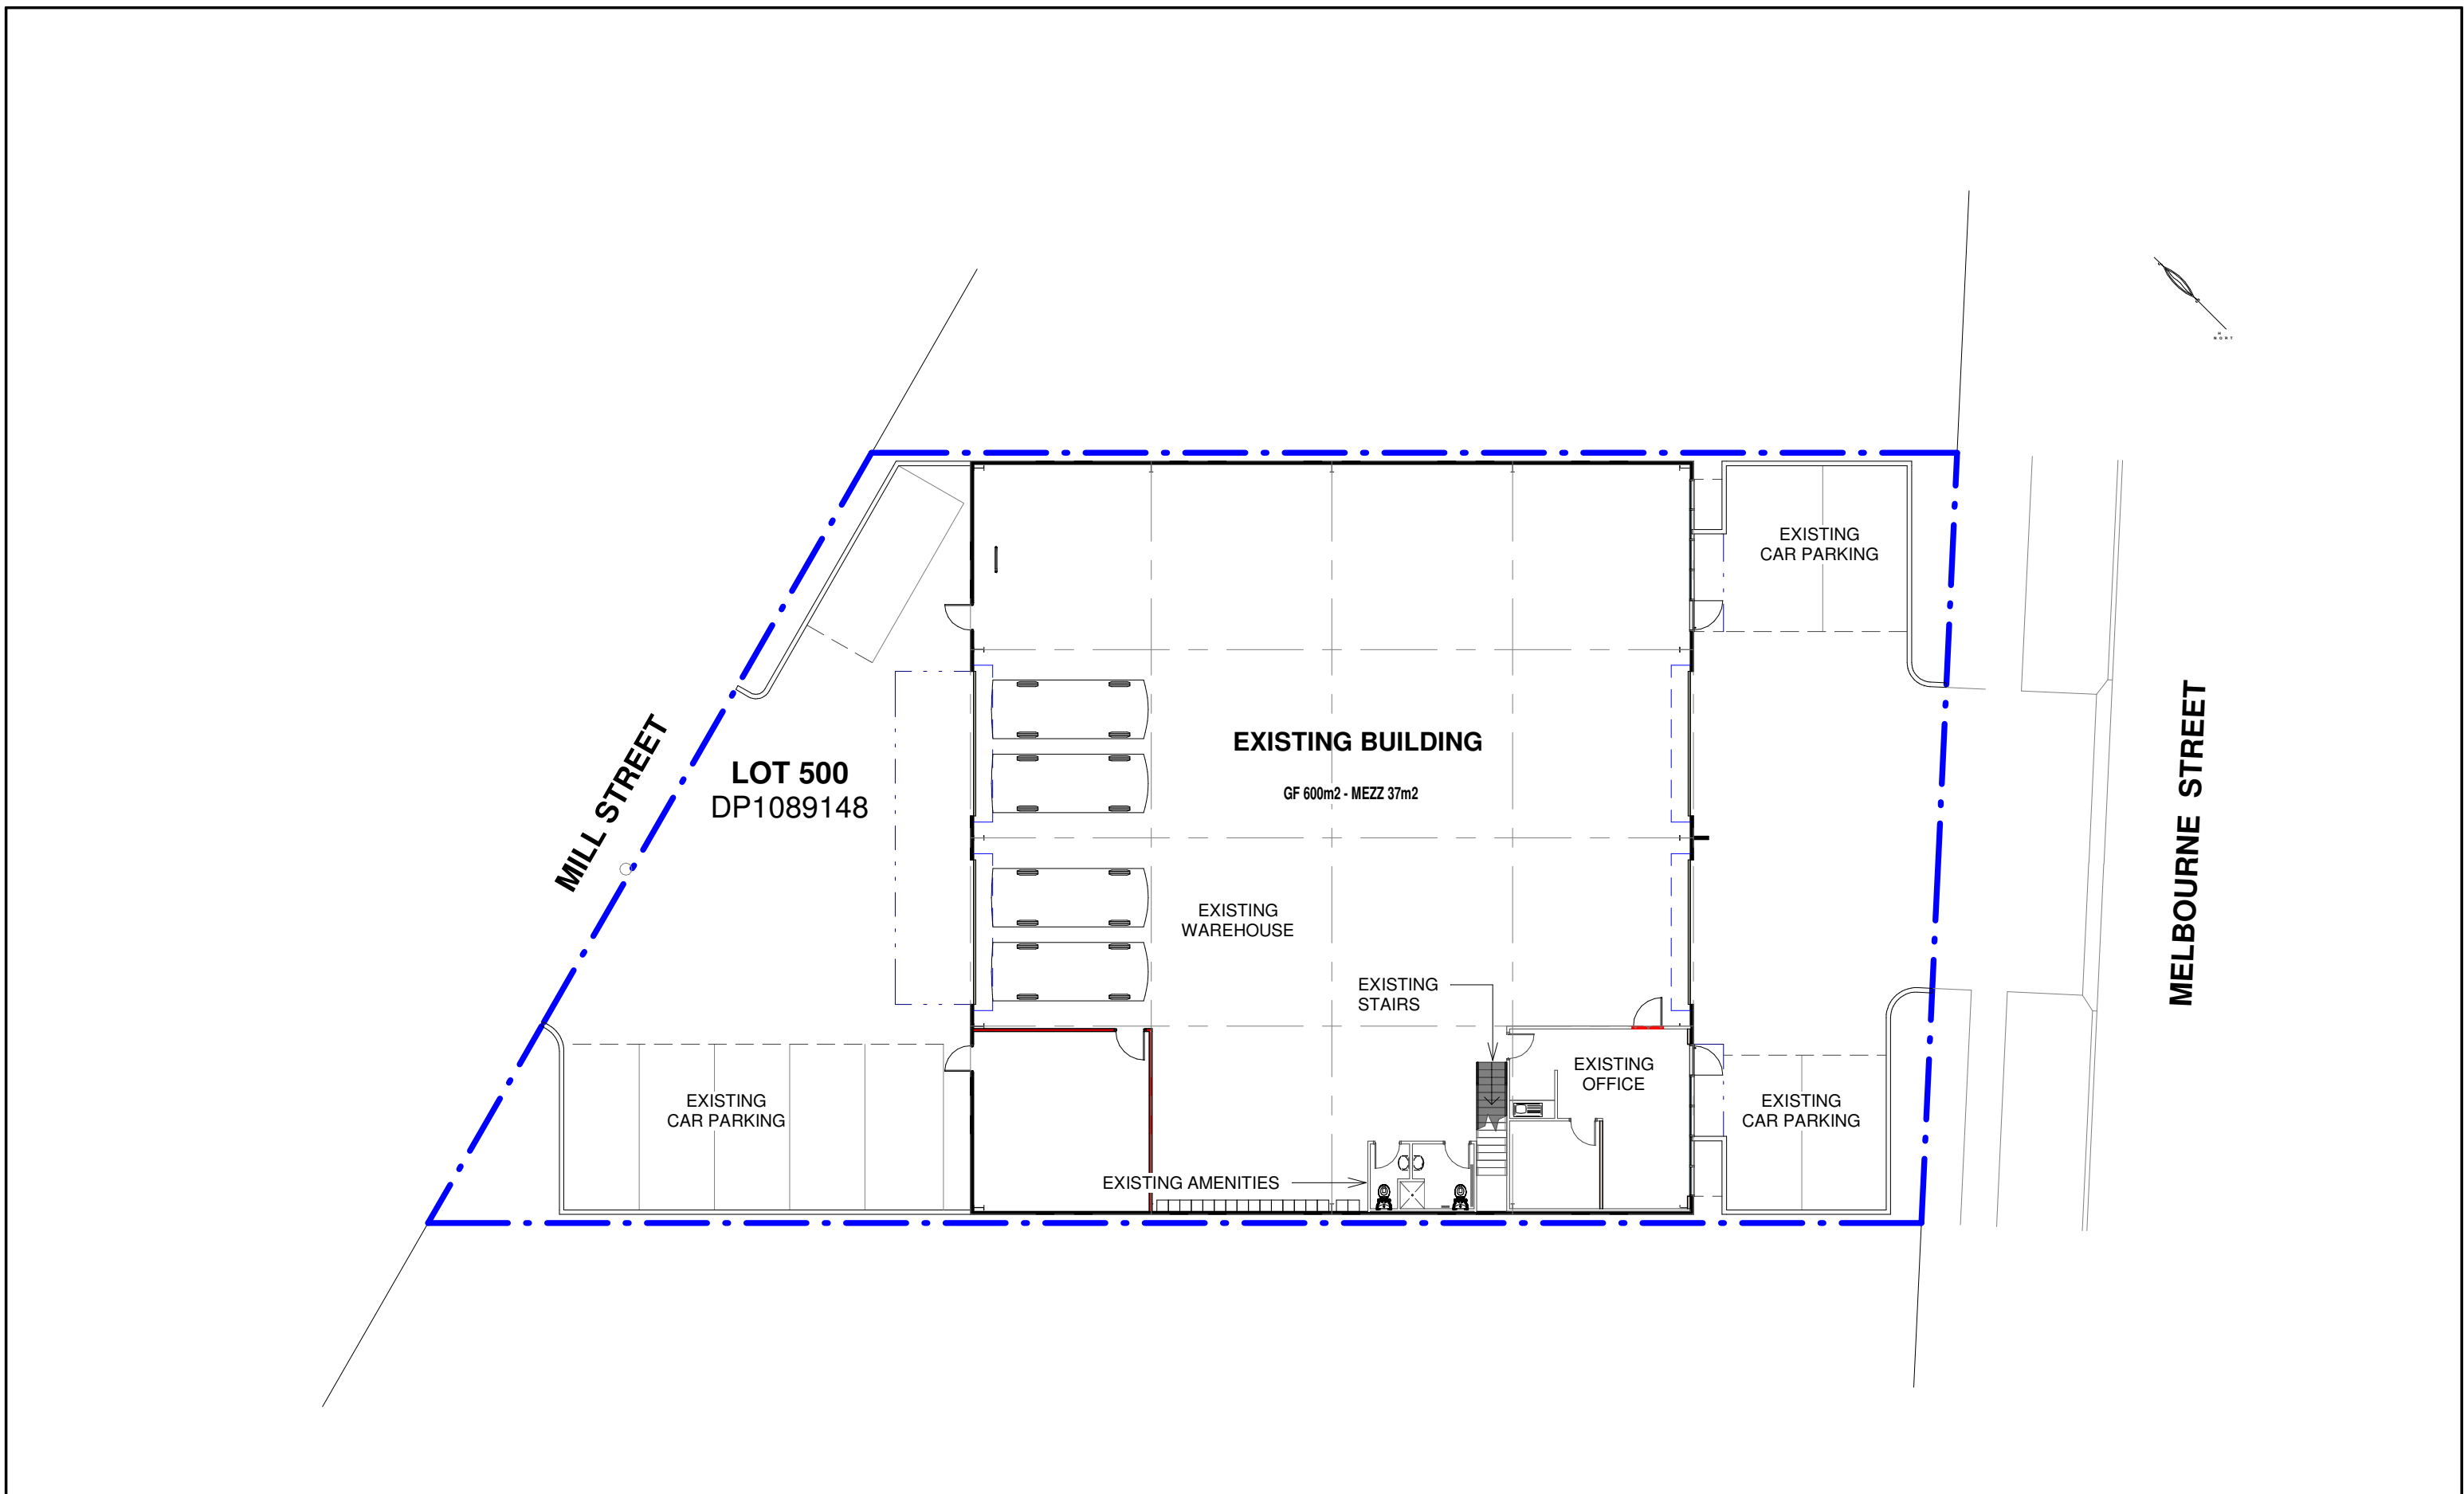 EXISTING
CAR PARKING
EXISTING BUILDING
GF 600m2 - MEZZ 37m2
LOT 500
DP1089148
MILL STREET
MELBOURNE STREET
EXISTING
WAREHOUSE
EXISTING
STAIRS
EXISTING
OFFICE
EXISTING
CAR PARKING
EXISTING
CAR PARKING
EXISTING AMENITIES